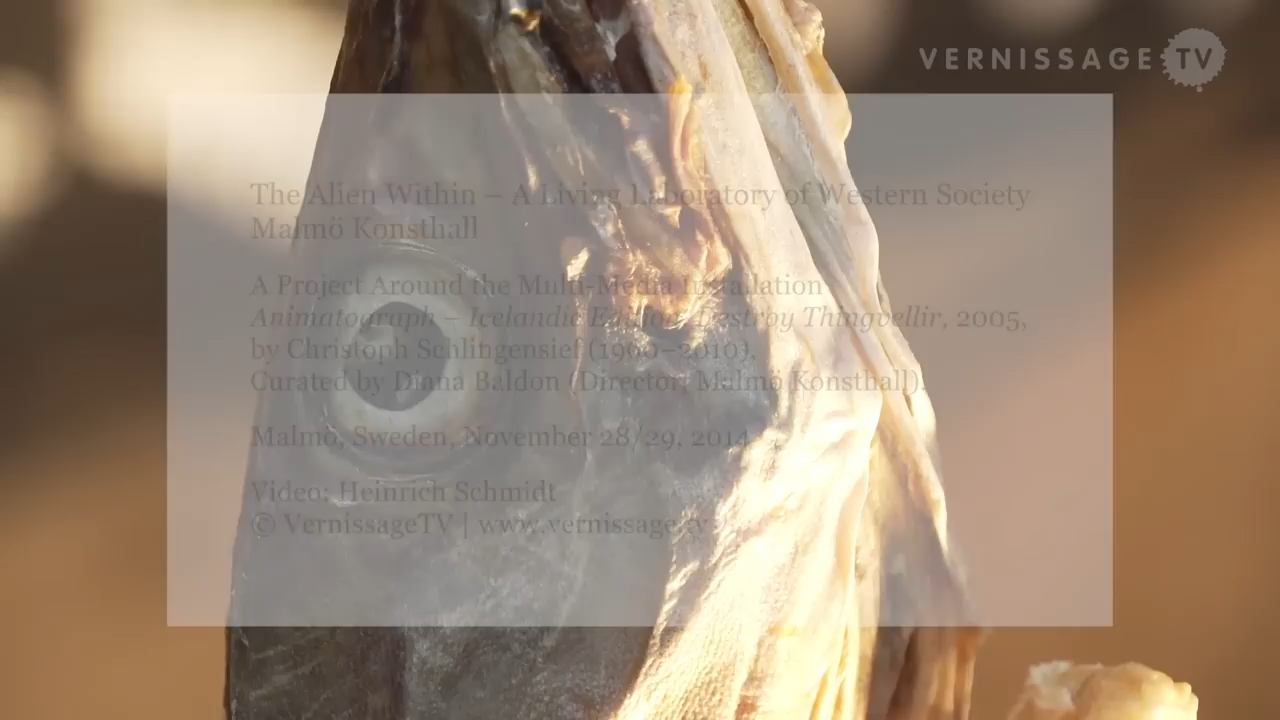 VERNISSAGE TV
The Alien Within – A Living Laboratory of Western Society
Malmö Konsthall
A Project Around the Multi-Media Installation
Animatograph – Icelandic Edition. Destroy Thingvellir, 2005,
by Christoph Schlingensief (1960–2010).
Curated by Diana Baldon (Director, Malmö Konsthall).
Malmö, Sweden, November 28/29, 2014
Video: Heinrich Schmidt
© VernissageTV | www.vernissage.tv